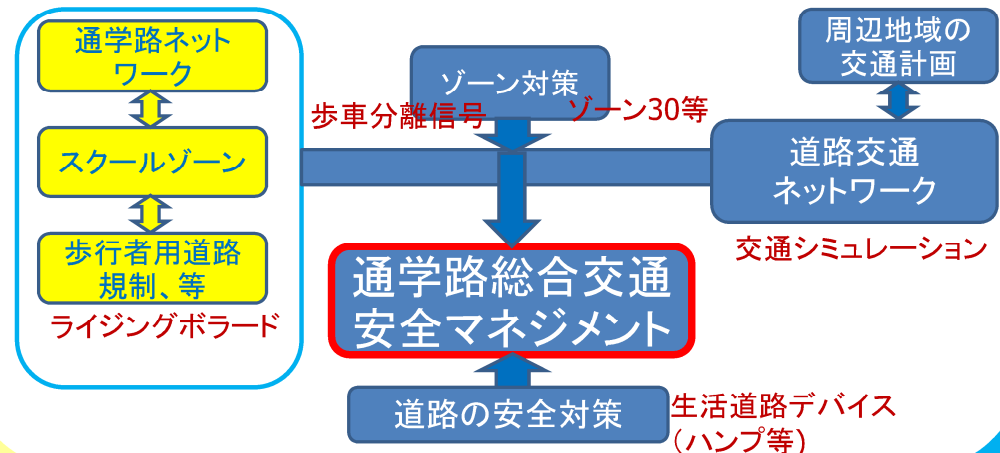 通学路ネット
ワーク
スクールゾーン
歩行者用道路
規制、等
ライジングボラード
ゾーン対策
歩車分離信号
ゾーン30等
周辺地域の
交通計画
道路交通
ネットワーク
交通シミュレーション
通学路総合交通
安全マネジメント
道路の安全対策
生活道路デバイス
（ハンプ等）